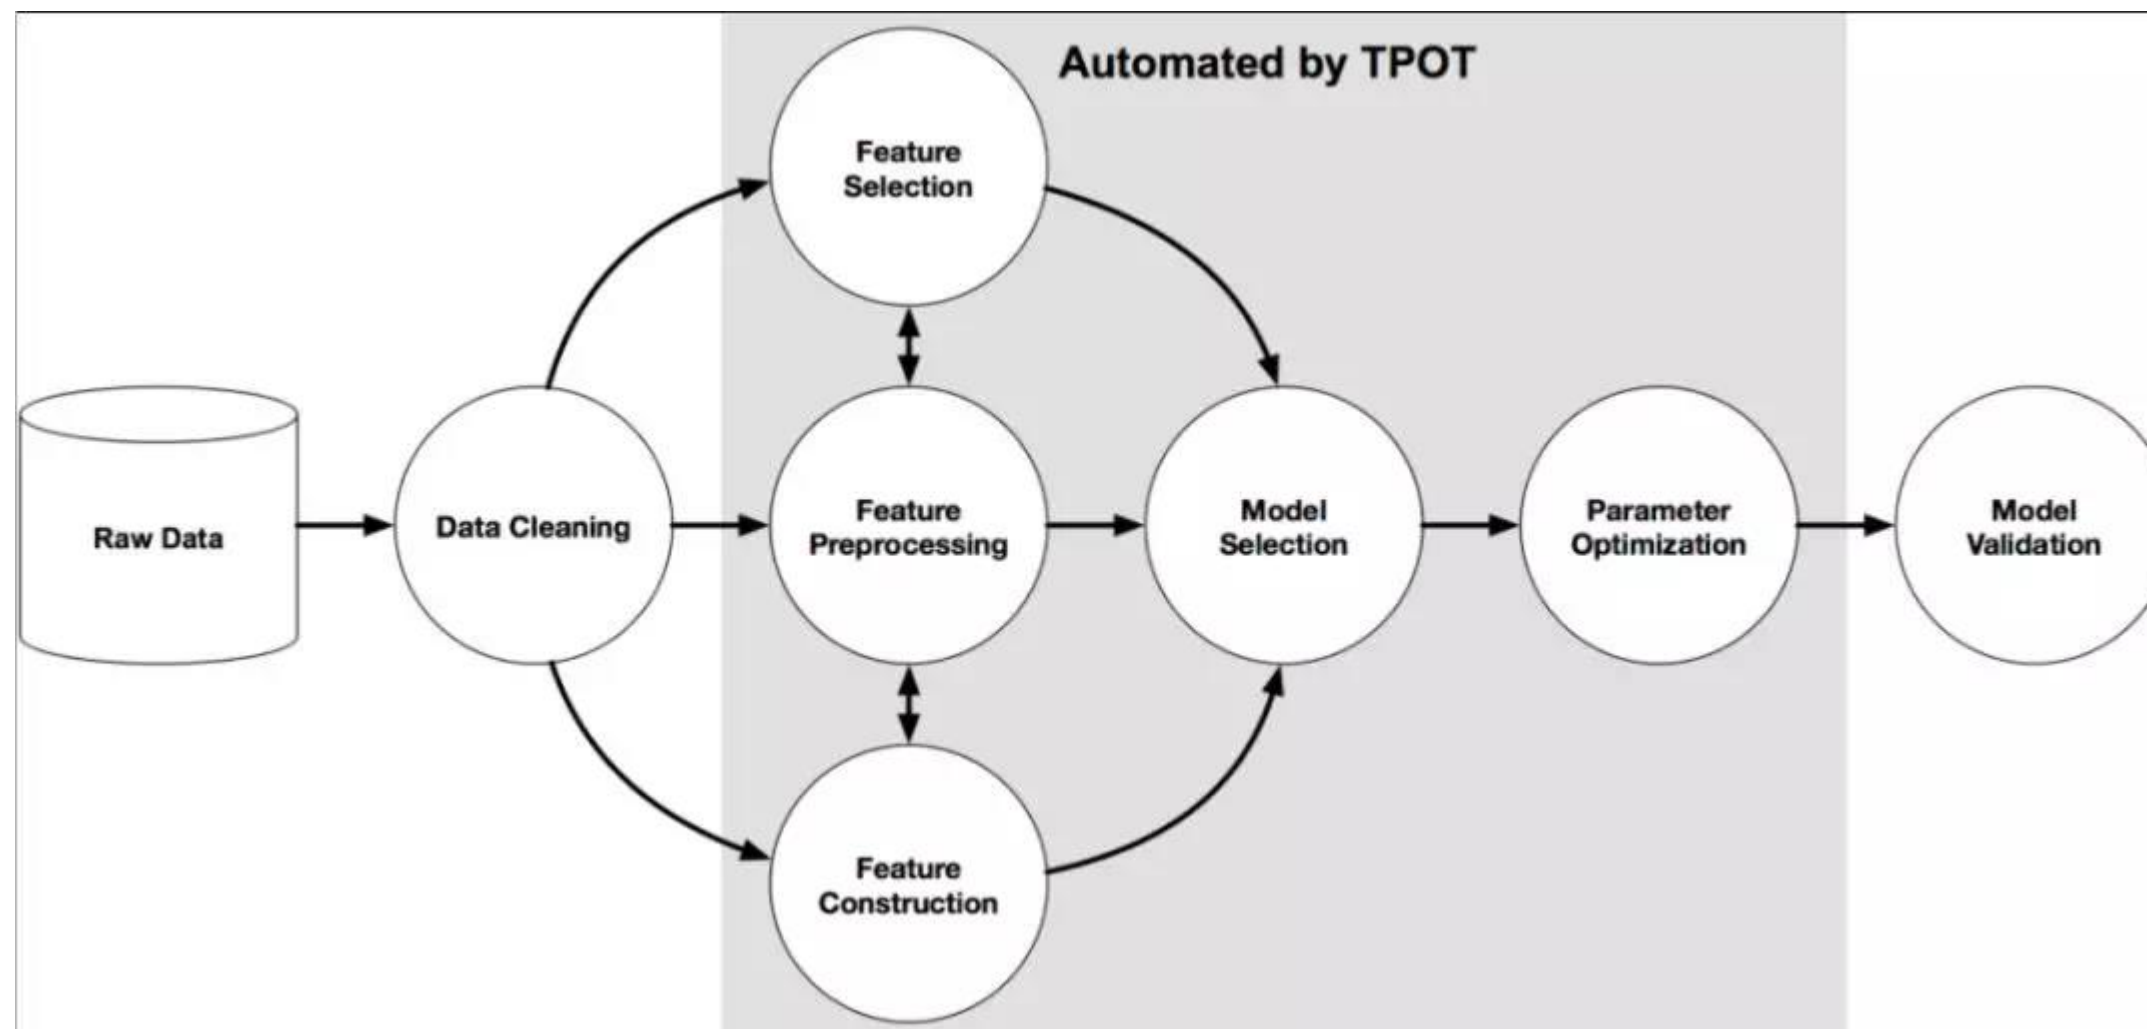 Automated by TPOT
Feature
Selection
Raw Data
Data Cleaning
Feature
Preprocessing
Model
Selection
Parameter
Optimization
Model
Validation
Feature
Construction